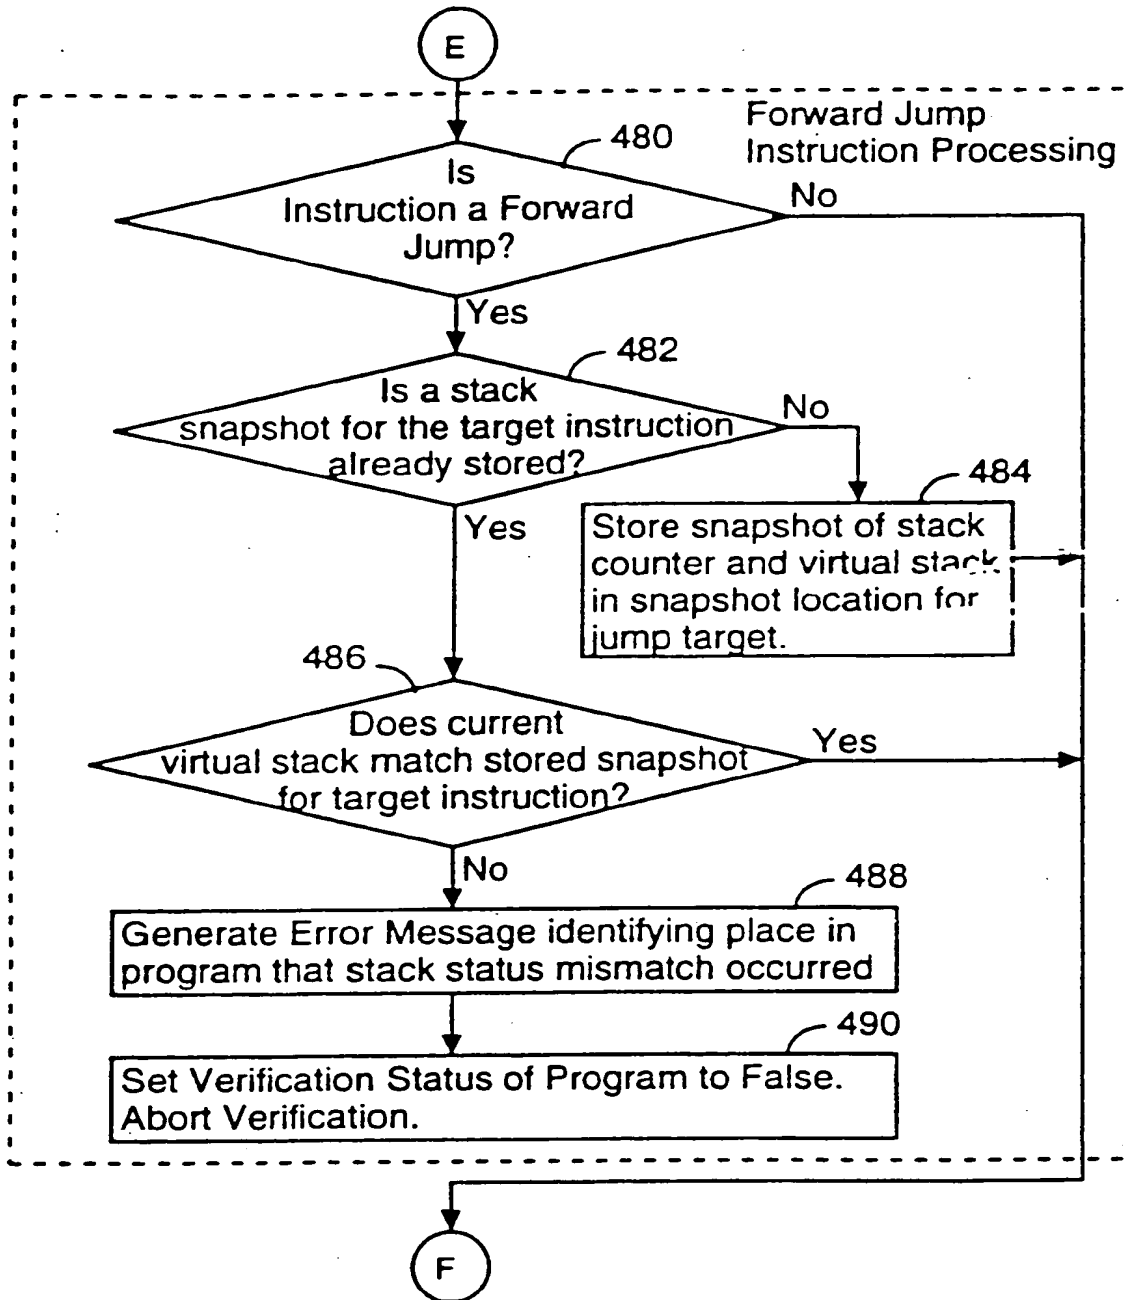 E
Forward Jump
Instruction Processing
480
Is
Instruction a Forward
Jump?
No
Yes
482
Is a stack
snapshot for the target instruction
already stored?
No
Yes
484
Store snapshot of stack
counter and virtual stack
in snapshot location for
jump target.
486
Does current
virtual stack match stored snapshot
for target instruction?
Yes
No
488
Generate Error Message identifying place in
program that stack status mismatch occurred
490
Set Verification Status of Program to False.
Abort Verification.
F